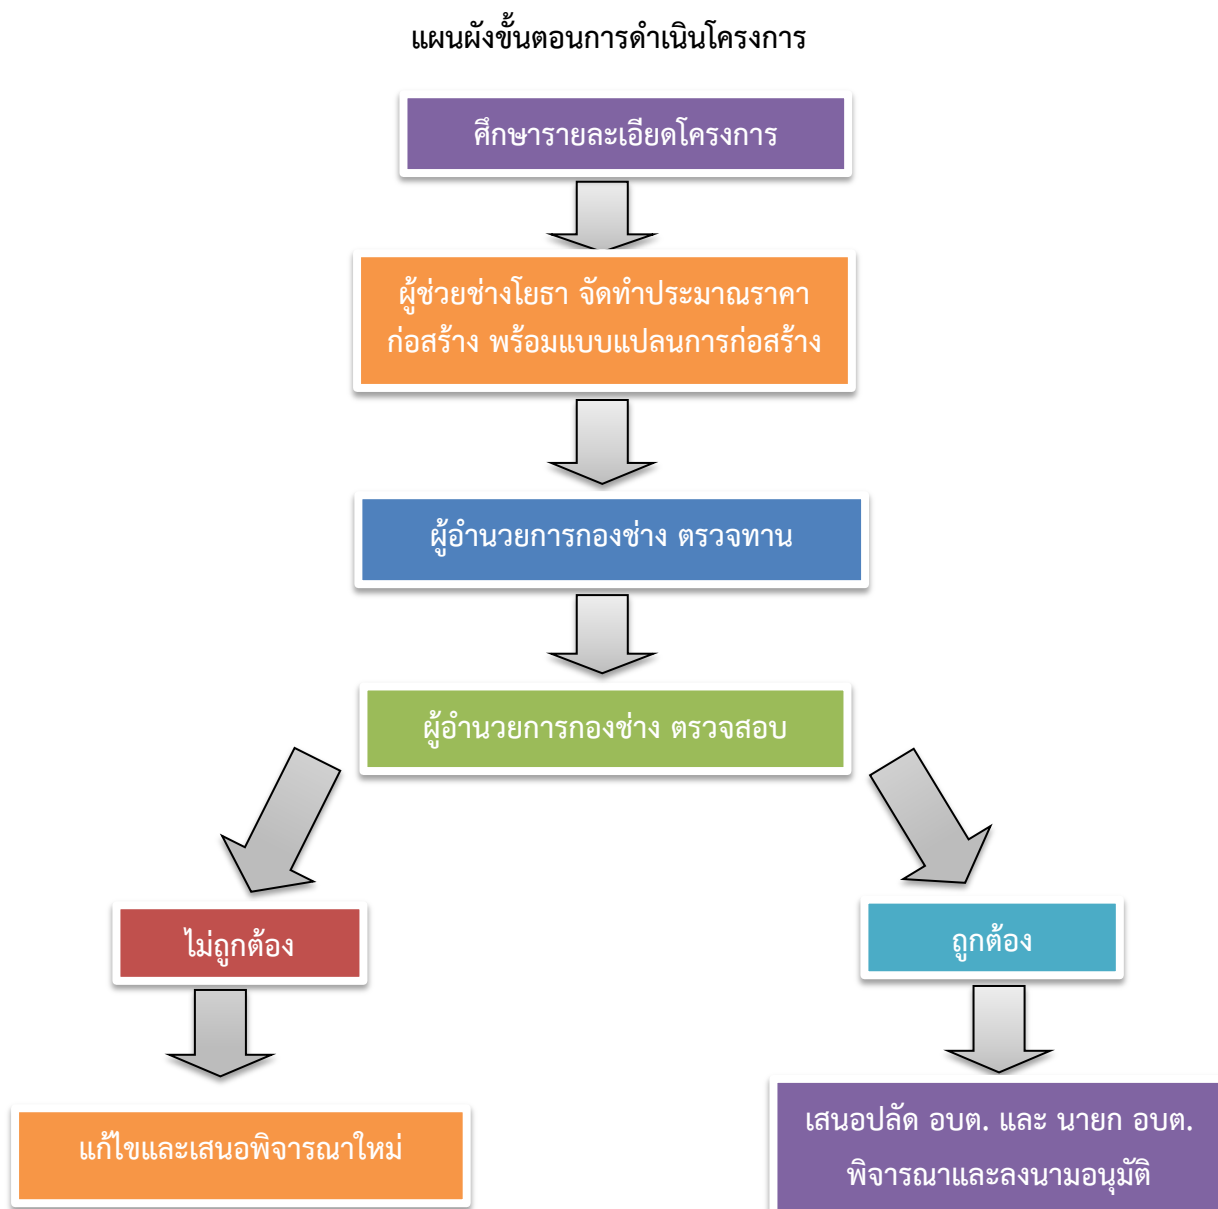 แผนผังขั้นตอนการดำเนินโครงการ
ศึกษารายละเอียดโครงการ
ผู้ช่วยช่างโยธา จัดทำประมาณราคา
ก่อสร้าง พร้อมแบบแปลนการก่อสร้าง
ผู้อำนวยการกองช่าง ตรวจทาน
ผู้อำนวยการกองช่าง ตรวจสอบ
ไม่ถูกต้อง
ถูกต้อง
แก้ไขและเสนอพิจารณาใหม่
เสนอปลัด อบต. และ นายก อบต.
พิจารณาและลงนามอนุมัติ